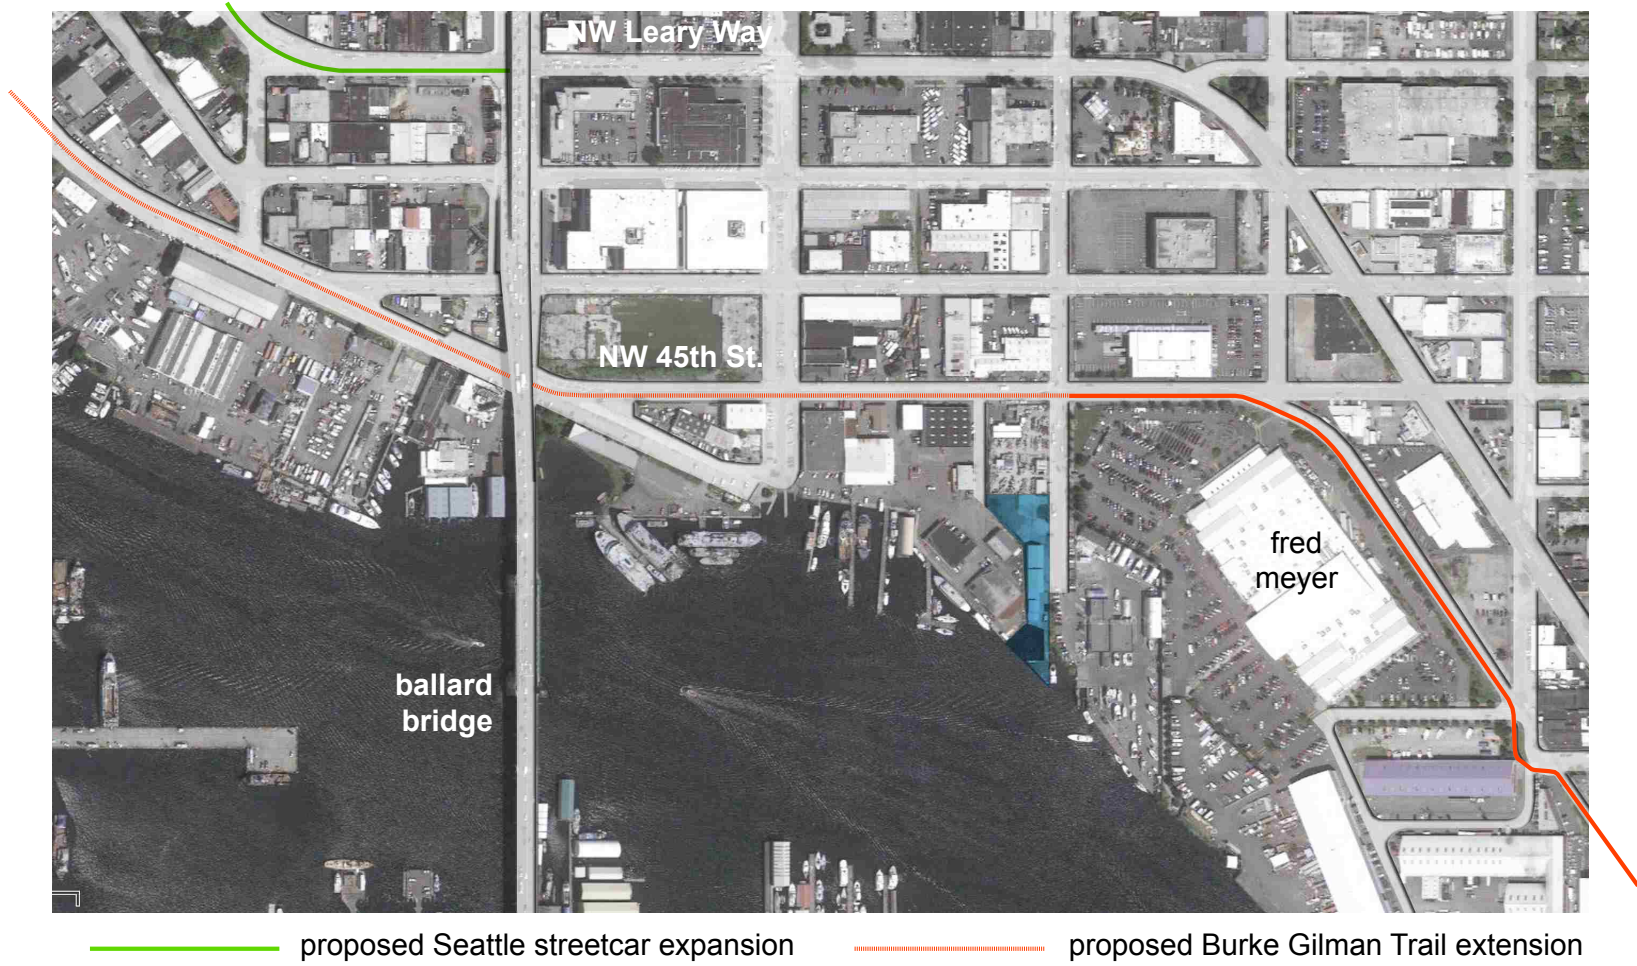 NW Leary Way
NW 45th St.
fred
meyer
ballard
bridge
proposed Seattle streetcar expansion
proposed Burke Gilman Trail extension